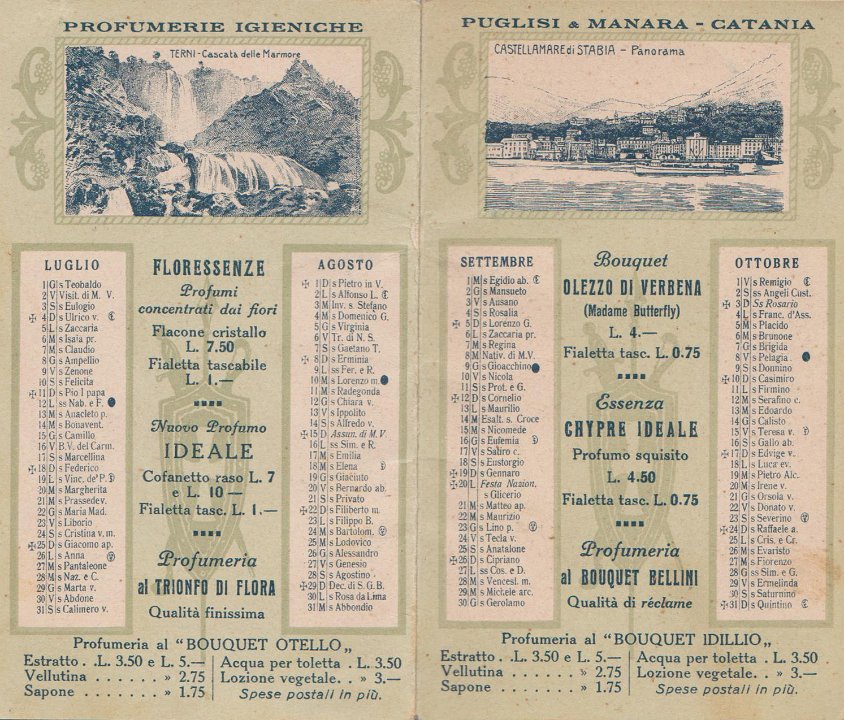 PROFUMERIE IGIENICHE
TERNI - Cascata delle Marmore
LUGLIO
1 G s Teobaldo
2 V Visit. di M. V.
3 S s Eulogio
✠ 4 D s Ulrico v. ☾
5 L s Zaccaria
6 M s Isaia pr.
7 M s Claudio
8 G s Ampelio
9 V s Zenone
10 S s Felicita
✠ 11 D s Pio I papa
12 L ss Nab. e F. ●
13 M s Anacleto p.
14 M s Bonavent.
15 G s Camillo
16 V B.V. del Carm.
17 S s Marcellina
✠ 18 D s Federico
19 L s Vinc. de' P. ☽
20 M s Margherita
21 M s Prassedev.
22 G s Maria Mad.
23 V s Liborio
24 S s Cristina v. m.
✠ 25 D s Giacomo ap.
26 L s Anna
27 M s Pantaleone
28 M s Naz. e C.
29 G s Marta v.
30 V s Abdone
31 S s Calimero v.
FLORESSENZE
Profumi
concentrati dai fiori
Flacone cristallo
L. 7.50
Fialetta tascabile
L. 1.—
Nuovo Profumo
IDEALE
Cofanetto raso L. 7
e L. 10 —
Fialetta tasc. L. 1.—
Profumeria
al TRIONFO DI FLORA
Qualità finissima
AGOSTO
✠ 1 D s Pietro in V.
2 L s Alfonso L. ☾
3 M Inv. s. Stefano
4 M s Domenico G.
5 G s Virginia
6 V Tr. di N. S.
7 S s Gaetano T.
✠ 8 D s Erminia
9 L ss Fer. e R.
10 M s Lorenzo m. ●
11 M s Radegonda
12 G s Chiara v.
13 V s Ippolito
14 S s Alfredo v.
✠ 15 D Assun. di M. V
16 L ss Sim. e R.
17 M s Emilia
18 M s Elena ☽
19 G s Giacinto
20 V s Bernardo ab.
21 S s Privato
✠ 22 D s Filiberto m.
23 L s Filippo B.
24 M s Bartolom.
25 M s Lodovico
26 G s Alessandro
27 V s Genesio
28 S s Agostino
✠ 29 D Dec. di S. G.B.
30 L s Rosa da Lima
31 M s Abbondio
Profumeria al "BOUQUET OTELLO„
Estratto . .L. 3.50 e L. 5.—
Vellutina . . . . . . » 2.75
Sapone . . . . . . . » 1.75
Acqua per toletta . L. 3.50
Lozione vegetale. . » 3.—
Spese postali in più.
PUGLISI & MANARA - CATANIA
CASTELLAMARE di STABIA - Panorama
SETTEMBRE
1 M s Egidio ab. ☾
2 G s Mansueto
3 V s Ausano
4 S s Rosalia
✠ 5 D s Lorenzo G.
6 L s Zaccaria pr.
7 M s Regina
8 M Nativ. di M.V.
9 G s Gioacchino ●
10 V s Nicola
11 S s Prot. e G.
✠ 12 D s Cornelio
13 L s Maurilio
14 M Esalt. s. Croce
15 M s Nicomede
16 G s Eufemia ☽
17 V s Satiro c.
18 S s Eustorgio
✠ 19 D s Gennaro
✠ 20 L Festa Nazion.
s Glicerio
21 M s Matteo ap.
22 M s Maurizio
23 G s Lino p.
24 V s Tecla v.
25 S s Anatalone
✠ 26 D s Cipriano
27 L ss Cos. e D.
28 M s Vencesl. m.
29 M s Michele arc.
30 G s Gerolamo
Bouquet
OLEZZO DI VERBENA
(Madame Butterfly)
L. 4.—
Fialetta tasc. L. 0.75
Essenza
CHYPRE IDEALE
Profumo squisito
L. 4.50
Fialetta tasc. L. 0.75
Profumeria
al BOUQUET BELLINI
Qualità di réclame
OTTOBRE
1 V s Remigio ☾
2 S ss Angeli Cust.
✠ 3 D Ss Rosario
4 L s Franc. d'Ass.
5 M s Placido
6 M s Brunone
7 G s Brigida
8 V s Pelagia ●
9 S s Donnino
✠ 10 D s Casimiro
11 L s Firmino
12 M s Serafino c.
13 M s Edoardo
14 G s Calisto
15 V s Teresa v. ☽
16 S s Gallo ab.
✠ 17 D s Edvige v.
18 L s Luca ev.
19 M s Pietro Alc.
20 M s Irene v.
21 G s Orsola v.
22 V s Donato v.
23 S s Severino
✠ 24 D s Raffaele a.
25 L s Cris. e Cr.
26 M s Evaristo
27 M s Fiorenzo
28 G ss Sim. e G.
29 V s Ermelinda
30 S s Saturnino
✠ 31 D s Quintino ☾
Profumeria al "BOUQUET IDILLIO„
Estratto . .L. 3.50 e L. 5.—
Vellutina . . . . . . » 2.75
Sapone . . . . . . . » 1.75
Acqua per toletta . L. 3.50
Lozione vegetale. . » 3.—
Spese postali in più.